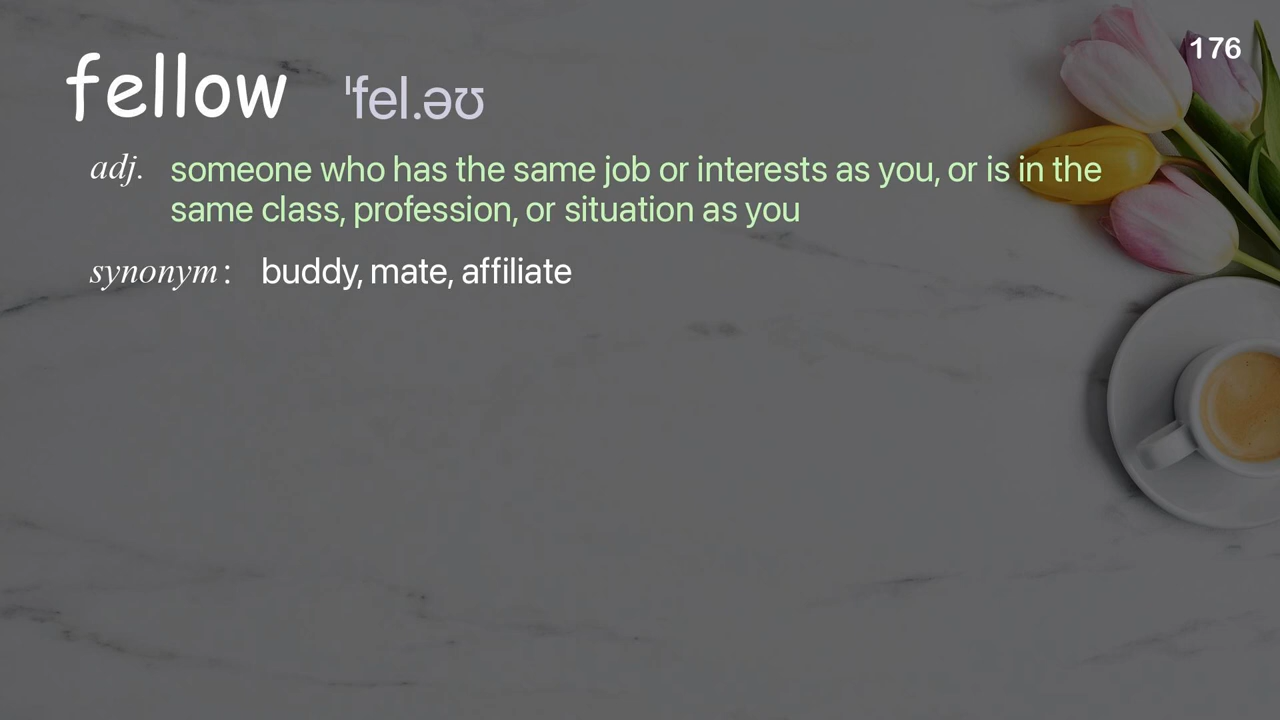 176
fellow ˈfel.əʊ
adj. someone who has the same job or interests as you, or is in the
same class, profession, or situation as you
synonym: buddy, mate, affiliate